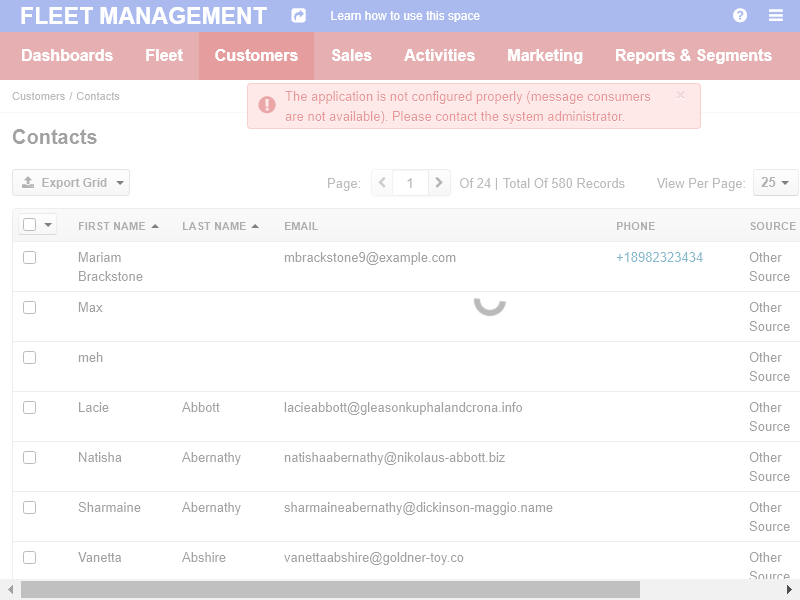 FLEET MANAGEMENT Learn how to use this space
Dashboards Fleet Customers Sales Activities Marketing Reports & Segments
Customers / Contacts
The application is not configured properly (message consumers
are not available). Please contact the system administrator.
×
Contacts
Export Grid Page: 1 Of 24 | Total Of 580 Records View Per Page: 25
FIRST NAME LAST NAME EMAIL PHONE SOURCE
Mariam mbrackstone9@example.com +18982323434 Other
Brackstone Source
Max Other
Source
meh Other
Source
Lacie Abbott lacieabbott@gleasonkuphalandcrona.info Other
Source
Natisha Abernathy natishaabernathy@nikolaus-abbott.biz Other
Source
Sharmaine Abernathy sharmaineabernathy@dickinson-maggio.name Other
Source
Vanetta Abshire vanettaabshire@goldner-toy.co Other
Source